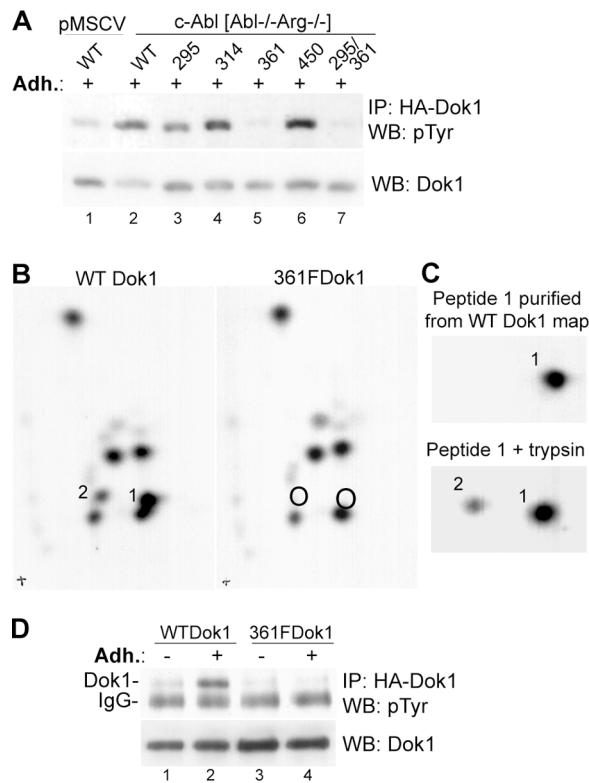 A
pMSCV
c-Abl [Abl-/-Arg-/-]
WT WT 295 314 361 450 295/361
Adh.: + + + + + + +
IP: HA-Dok1
WB: pTyr
WB: Dok1
1 2 3 4 5 6 7
B
WT Dok1
361FDok1
2 1
C
Peptide 1 purified
from WT Dok1 map
1
Peptide 1 + trypsin
2 1
D
WTDok1 361FDok1
Adh.: - + - +
Dok1-
IgG-
IP: HA-Dok1
WB: pTyr
WB: Dok1
1 2 3 4